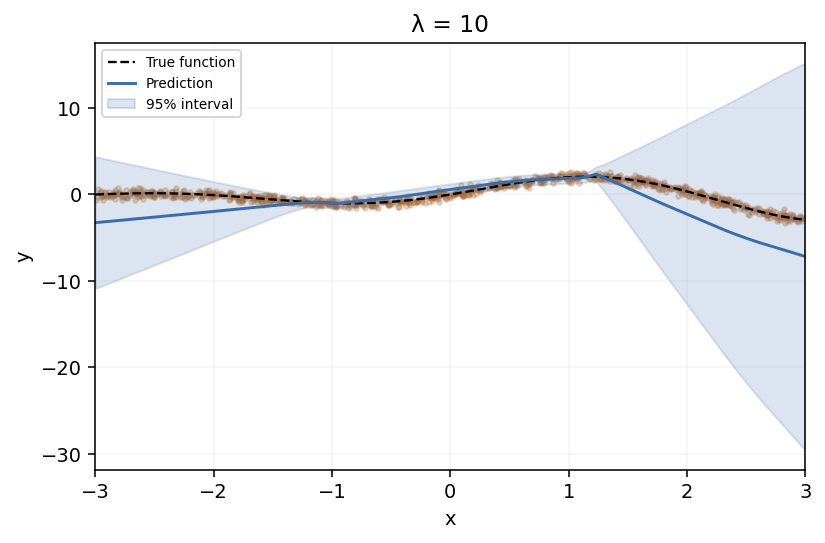 λ = 10
True function
Prediction
95% interval
10
0
−10
−20
−30
y
−3
−2
−1
0
1
2
3
x